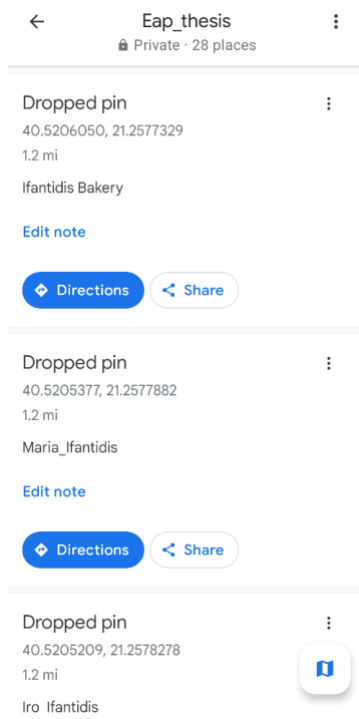 Eap_thesis
Private · 28 places
Dropped pin
40.5206050, 21.2577329
1.2 mi
Ifantidis Bakery
Edit note
Directions Share
Dropped pin
40.5205377, 21.2577882
1.2 mi
Maria_Ifantidis
Edit note
Directions Share
Dropped pin
40.5205209, 21.2578278
1.2 mi
Iro_Ifantidis